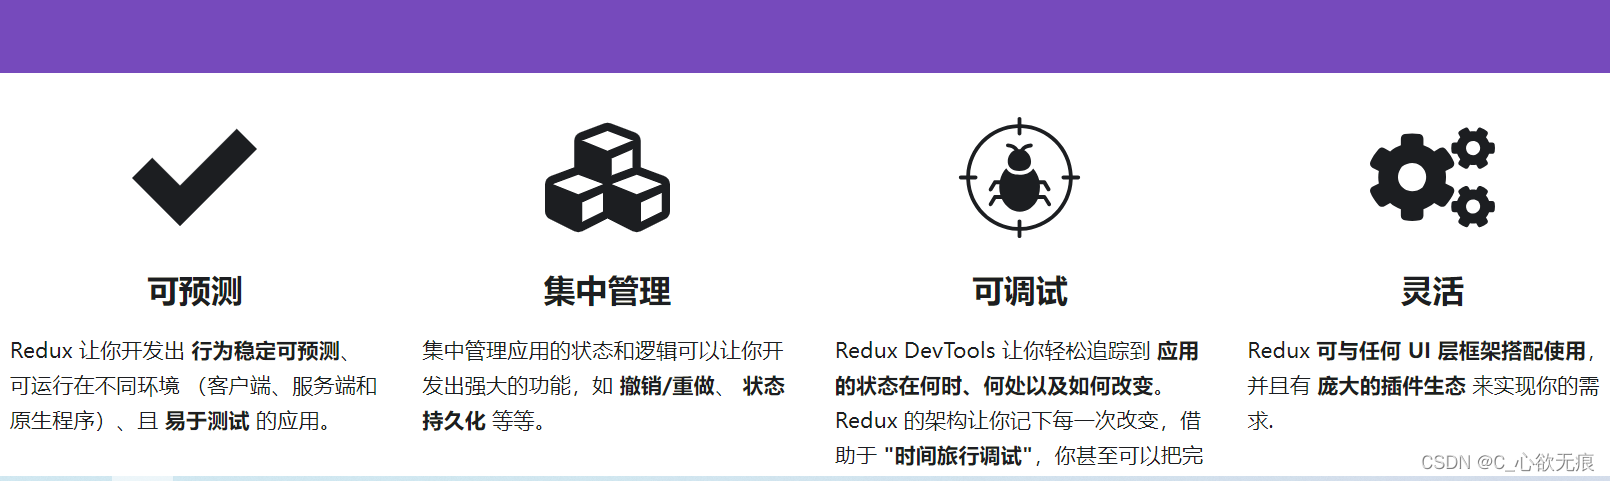 可预测
Redux 让你开发出 行为稳定可预测、
可运行在不同环境 （客户端、服务端和
原生程序）、且 易于测试 的应用。
集中管理
集中管理应用的状态和逻辑可以让你开
发出强大的功能，如 撤销/重做、 状态
持久化 等等。
可调试
Redux DevTools 让你轻松追踪到 应用
的状态在何时、何处以及如何改变。
Redux 的架构让你记下每一次改变，借
助于 "时间旅行调试"，你甚至可以把完
灵活
Redux 可与任何 UI 层框架搭配使用，
并且有 庞大的插件生态 来实现你的需
求.
CSDN @C_心欲无痕